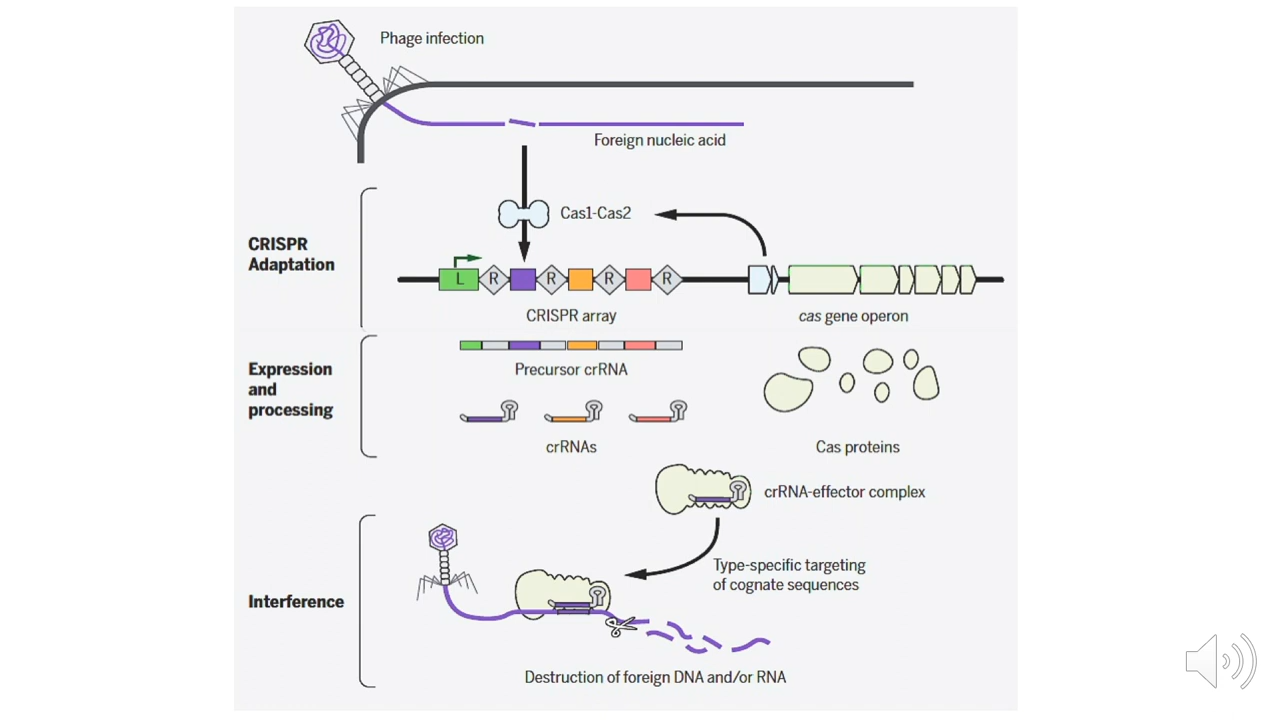 Phage infection
Foreign nucleic acid
CRISPR
Adaptation
Cas1-Cas2
L R R R R
CRISPR array
cas gene operon
Expression
and
processing
Precursor crRNA
crRNAs
Cas proteins
crRNA-effector complex
Interference
Type-specific targeting
of cognate sequences
Destruction of foreign DNA and/or RNA